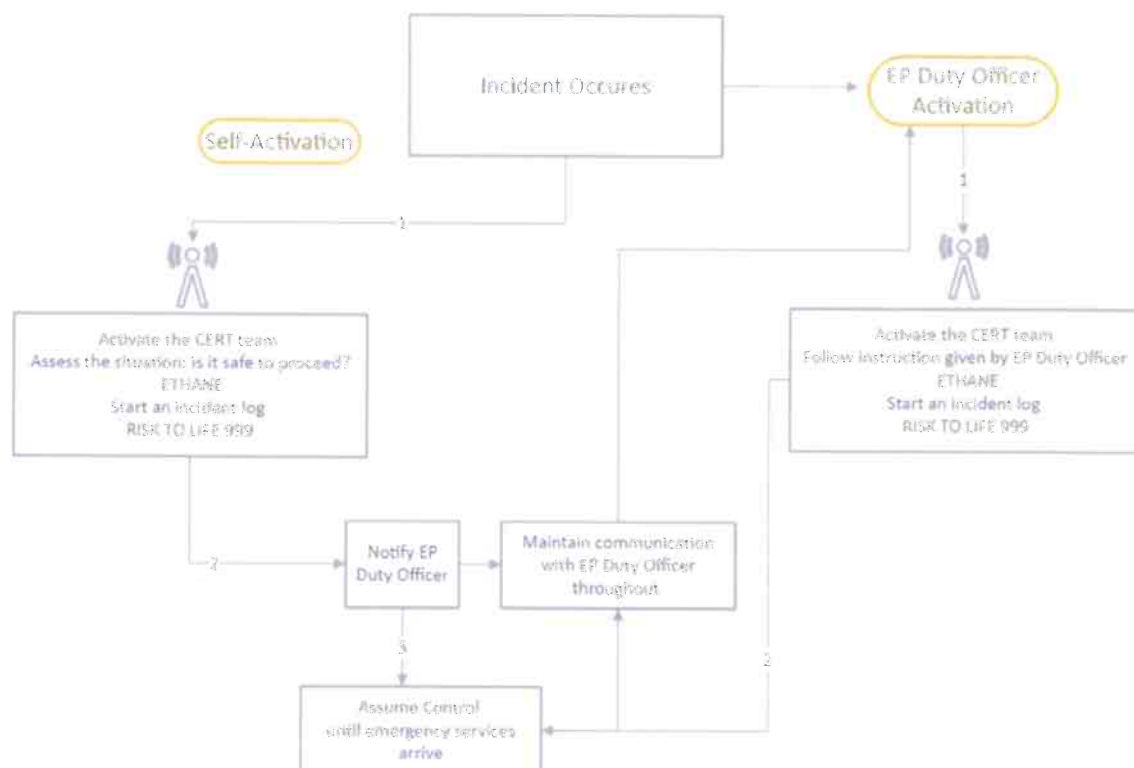 Incident Occures
EP Duty Officer
Activation
Self-Activation
1
1
Activate the CERT team
Assess the situation: is it safe to proceed?
ETHANE
Start an incident log
RISK TO LIFE 999
Activate the CERT team
Follow instruction given by EP Duty Officer
ETHANE
Start an incident log
RISK TO LIFE 999
2
Notify EP
Duty Officer
Maintain communication
with EP Duty Officer
throughout
3
2
Assume Control
until emergency services
arrive